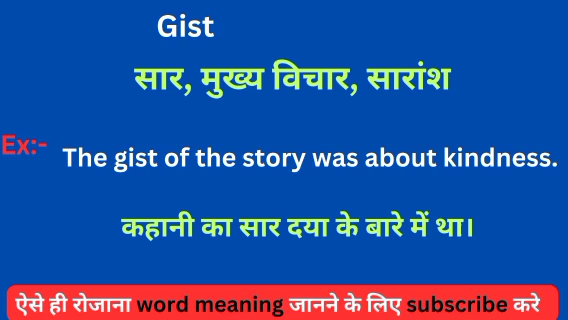 Gist
सार, मुख्य विचार, सारांश
Ex:-
The gist of the story was about kindness.
कहानी का सार दया के बारे में था।
ऐसे ही रोजाना word meaning जानने के लिए subscribe करे